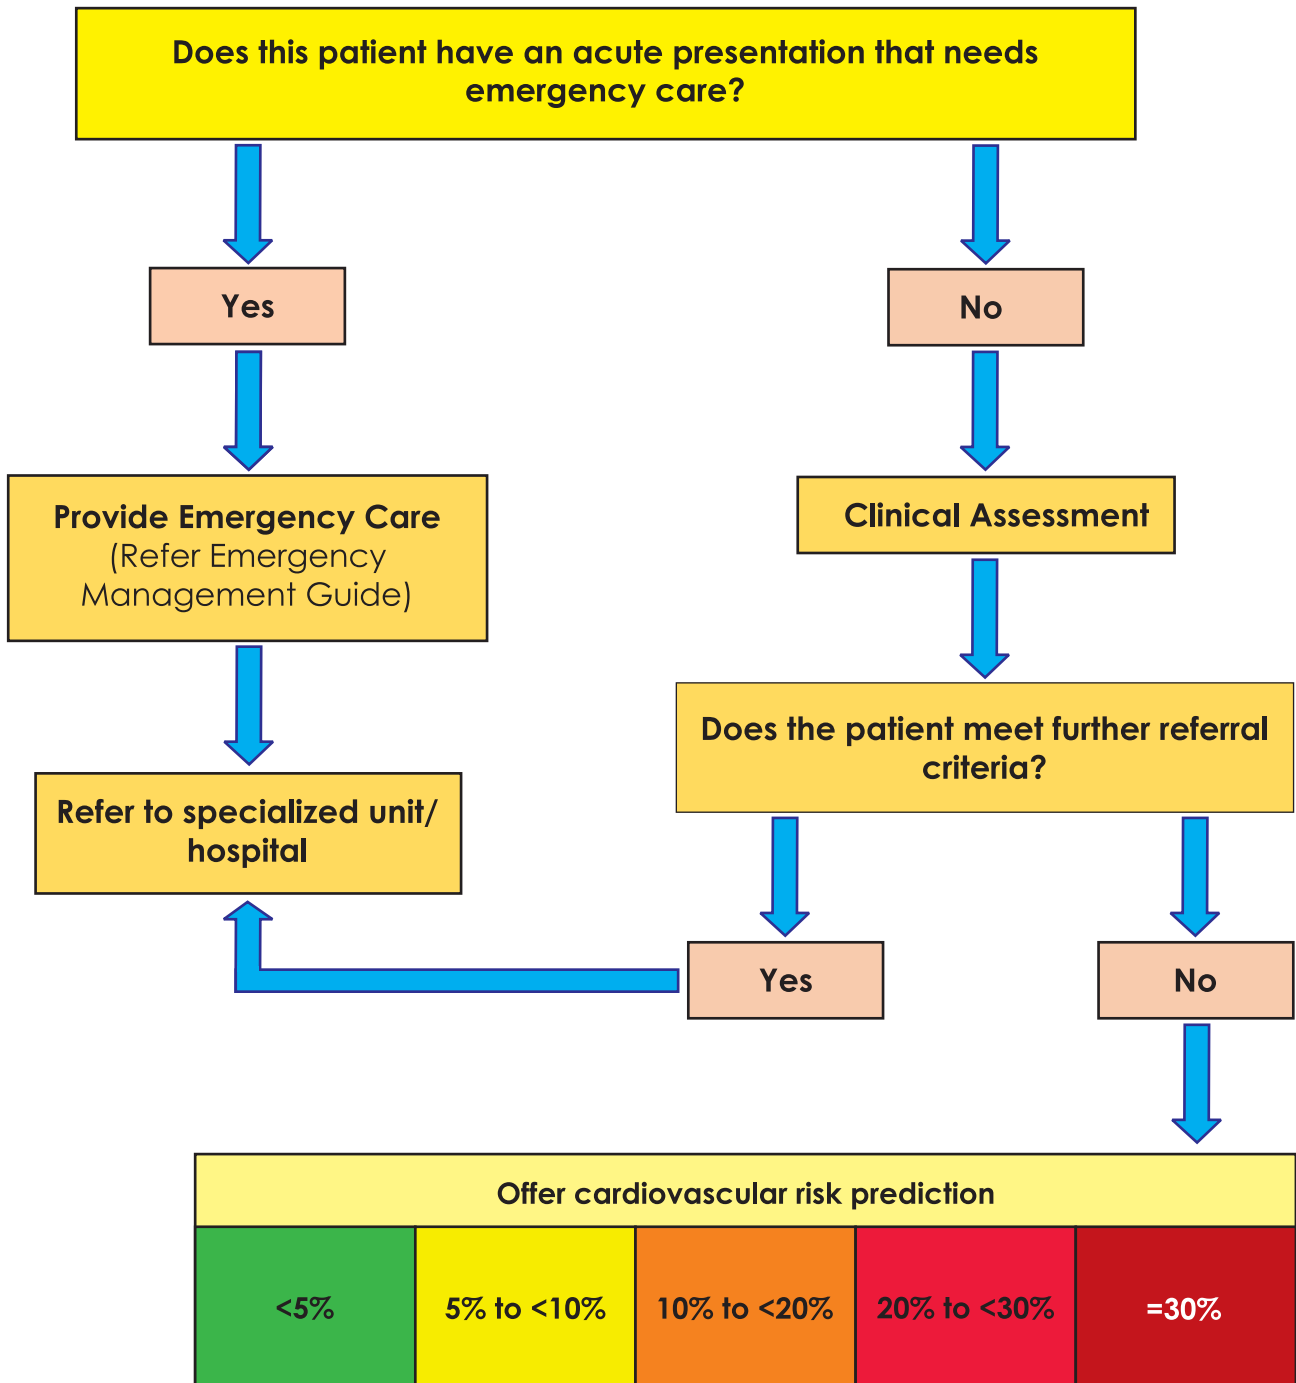 Does this patient have an acute presentation that needs
emergency care?
Yes
No
Provide Emergency Care
(Refer Emergency
Management Guide)
Clinical Assessment
Does the patient meet further referral
criteria?
Refer to specialized unit/
hospital
Yes
No
Offer cardiovascular risk prediction
<5%
5% to <10%
10% to <20%
20% to <30%
=30%